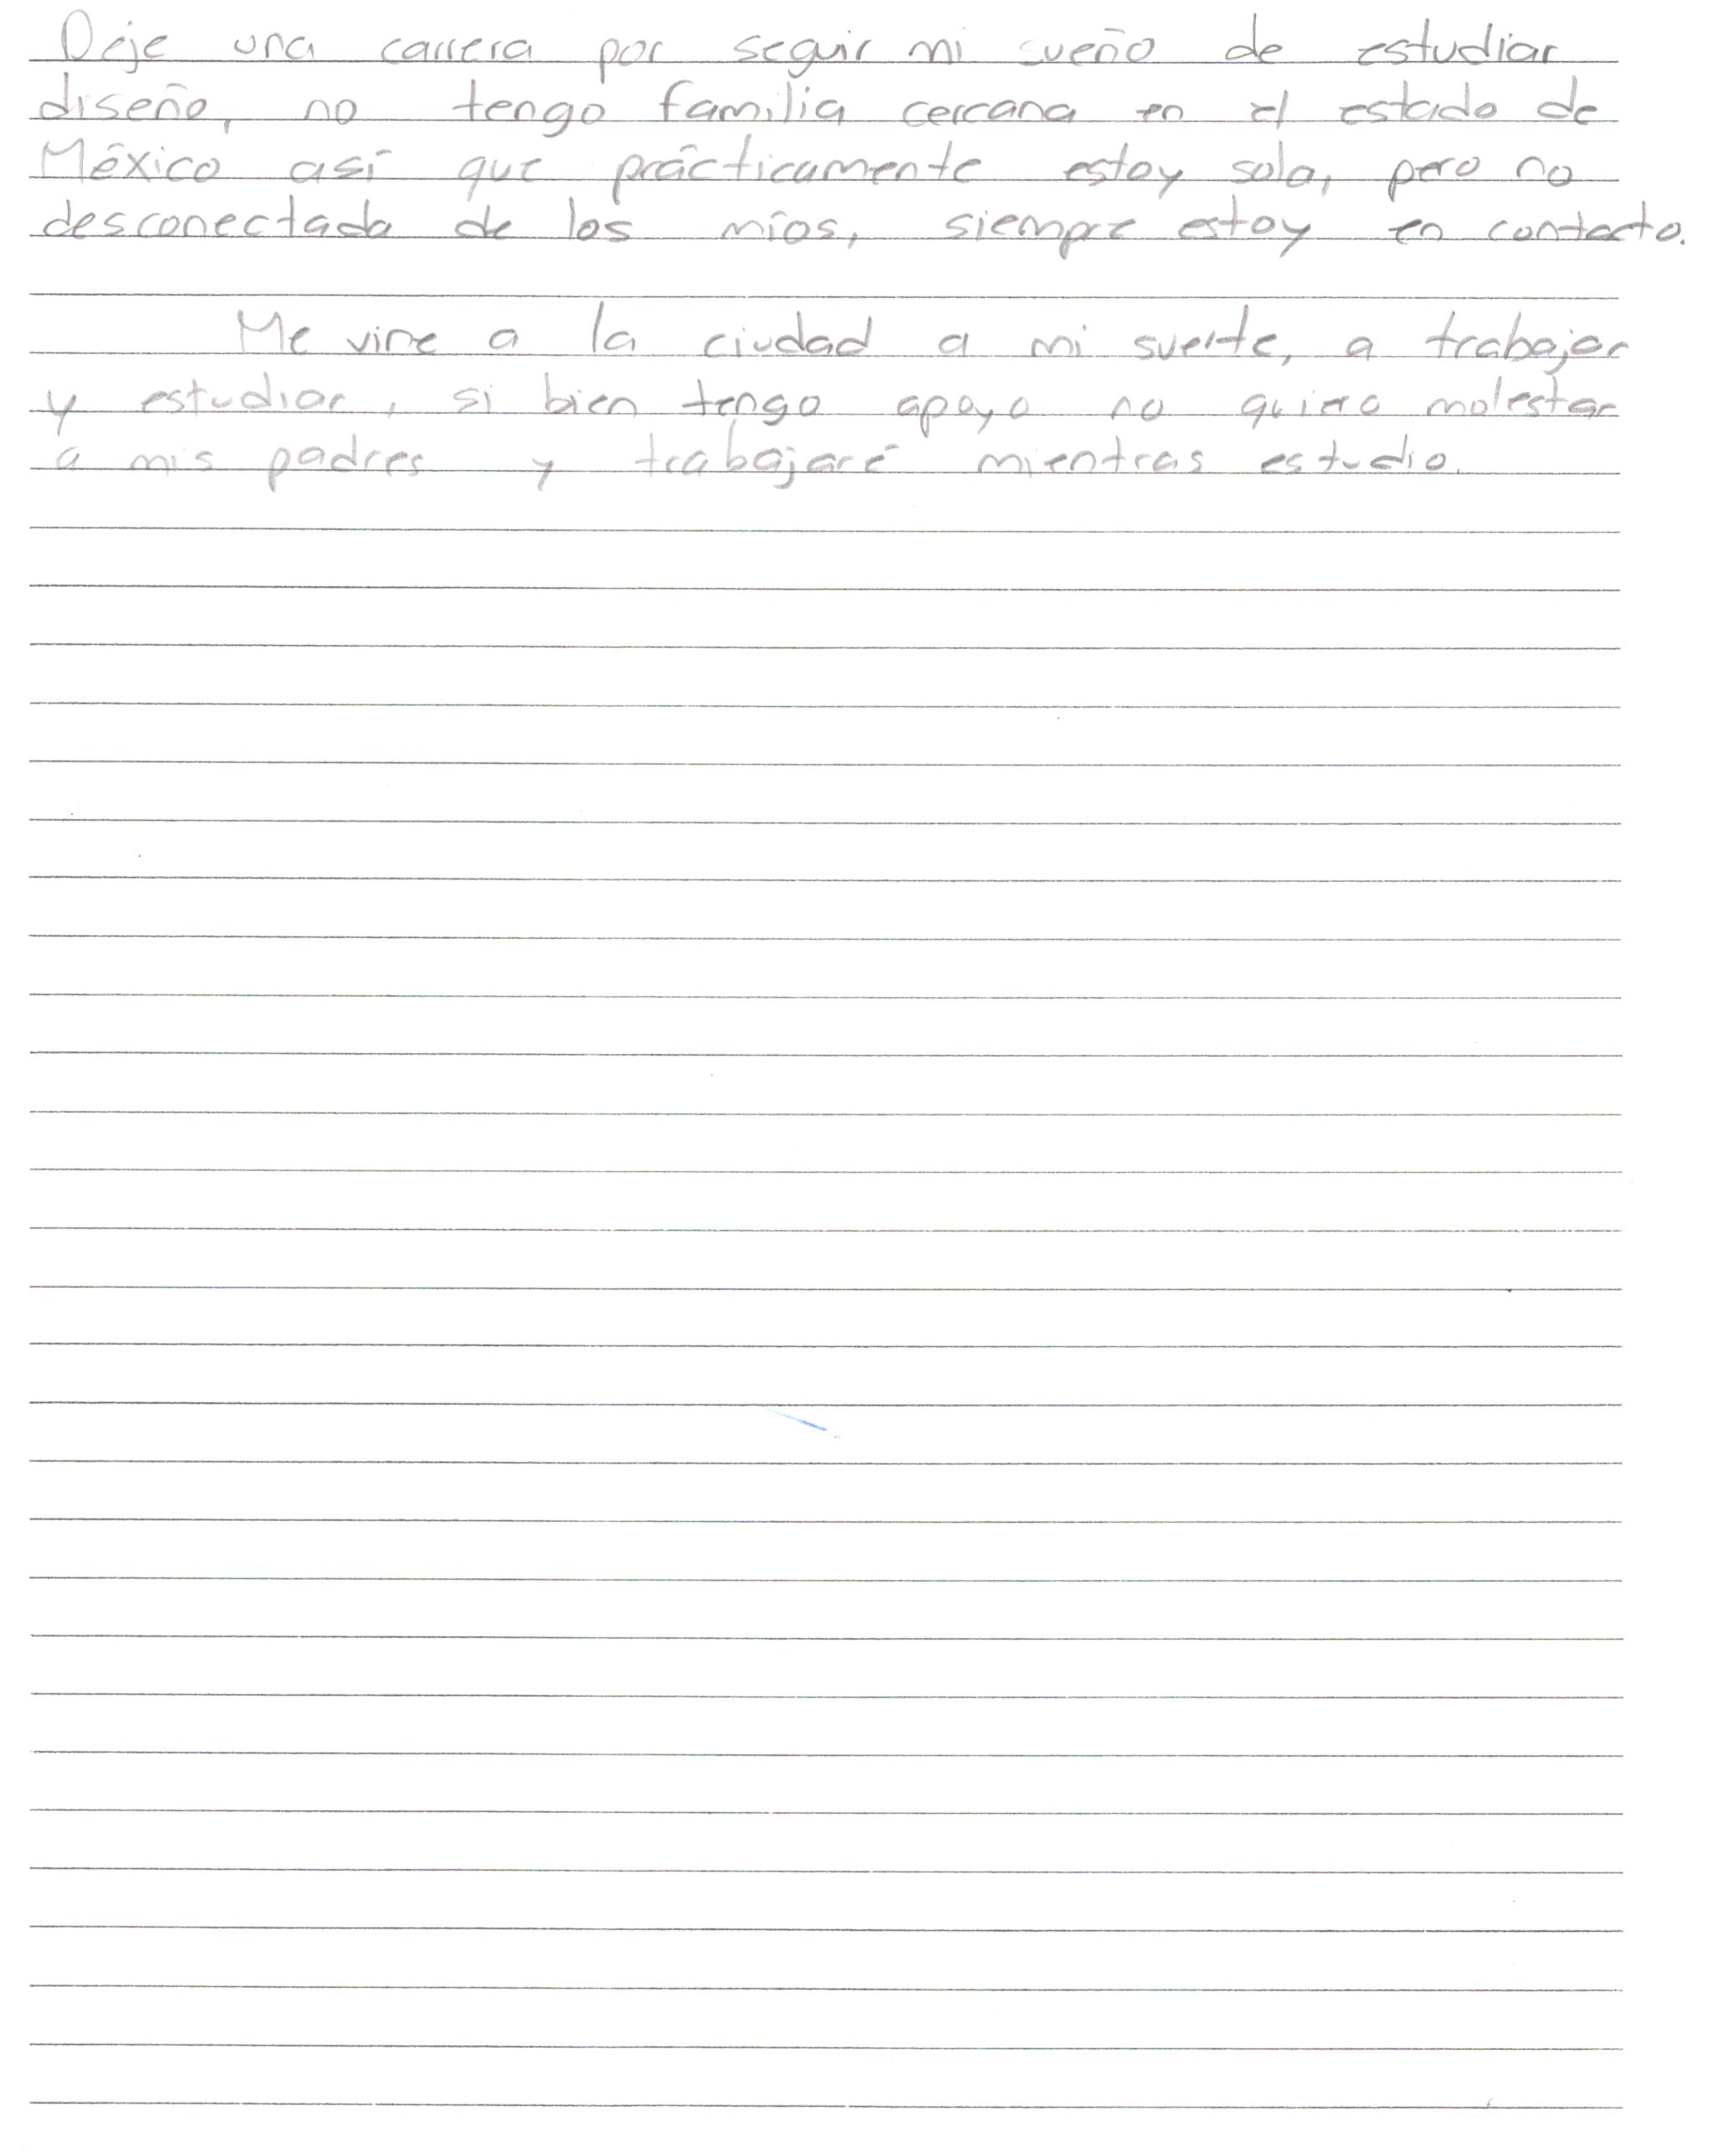 Deje una carrera por seguir mi sueño de estudiar
diseño, no tengo familia cercana en el estado de
México así que prácticamente estoy sola, pero no
desconectada de los míos, siempre estoy en contacto.
Me vine a la ciudad a mi suerte, a trabajar
y estudiar, si bien tengo apoyo no quiero molestar
a mis padres y trabajaré mientras estudio.